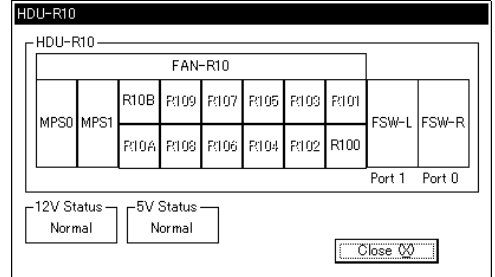 HDU-R10
HDU-R10
FAN-R10
MPS0 MPS1 R10B R109 R107 R105 R103 R101 FSW-L FSW-R
R10A R108 R106 R104 R102 R100
Port 1 Port 0
12V Status 5V Status
Normal Normal
Close (X)